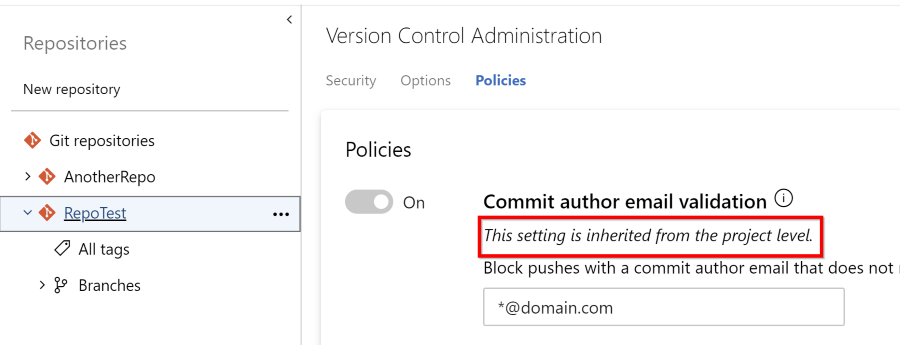 Repositories
New repository
Git repositories
AnotherRepo
RepoTest
All tags
Branches
Version Control Administration
Security Options Policies
Policies
On
Commit author email validation
This setting is inherited from the project level.
Block pushes with a commit author email that does not
*@domain.com